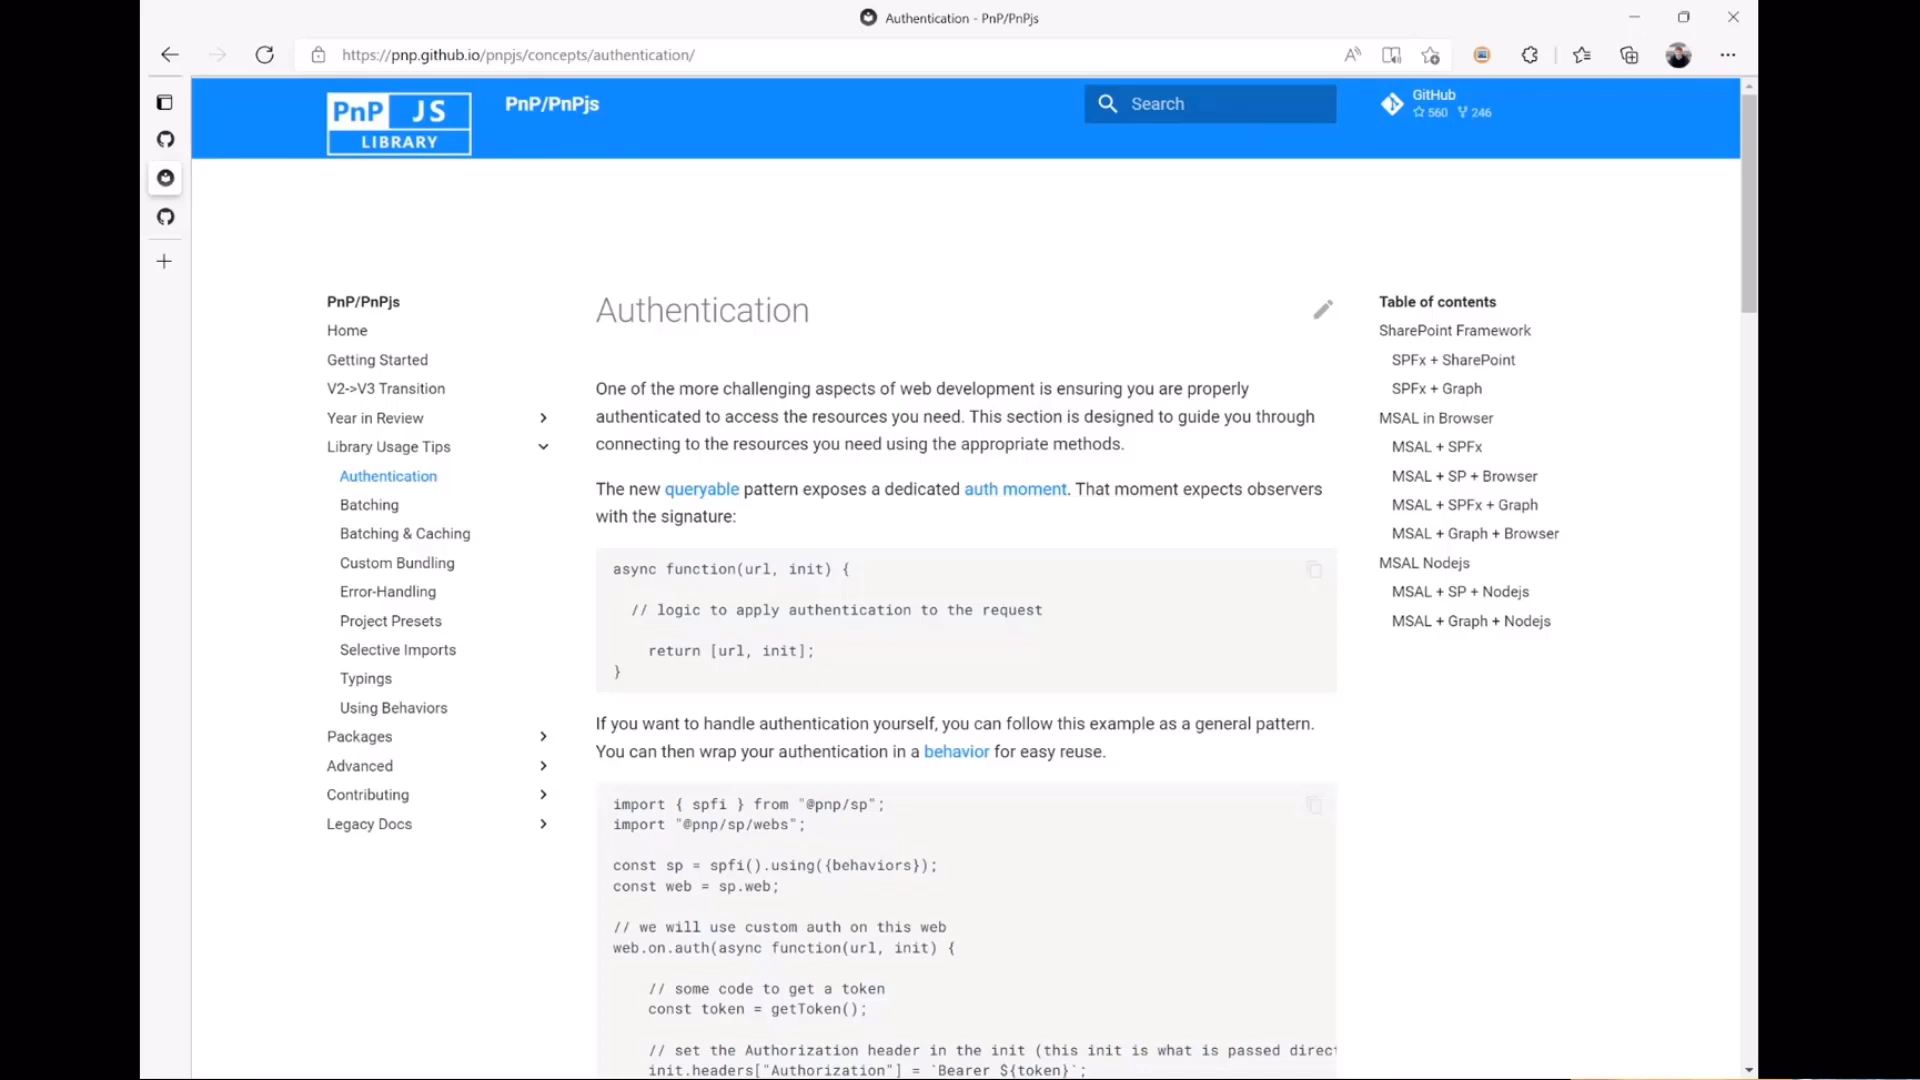 Authentication - PnP/PnPjs
https://pnp.github.io/pnpjs/concepts/authentication/
PnP JS
LIBRARY
PnP/PnPjs
Search
GitHub
560 246
PnP/PnPjs
Home
Getting Started
V2->V3 Transition
Year in Review
Library Usage Tips
Authentication
Batching
Batching & Caching
Custom Bundling
Error-Handling
Project Presets
Selective Imports
Typings
Using Behaviors
Packages
Advanced
Contributing
Legacy Docs
Authentication
One of the more challenging aspects of web development is ensuring you are properly
authenticated to access the resources you need. This section is designed to guide you through
connecting to the resources you need using the appropriate methods.
The new queryable pattern exposes a dedicated auth moment. That moment expects observers
with the signature:
async function(url, init) {
// logic to apply authentication to the request
return [url, init];
}
If you want to handle authentication yourself, you can follow this example as a general pattern.
You can then wrap your authentication in a behavior for easy reuse.
import { spfi } from "@pnp/sp";
import "@pnp/sp/webs";
const sp = spfi().using({behaviors});
const web = sp.web;
// we will use custom auth on this web
web.on.auth(async function(url, init) {
// some code to get a token
const token = getToken();
// set the Authorization header in the init (this init is what is passed direct
init.headers["Authorization"] = `Bearer ${token}`;
Table of contents
SharePoint Framework
SPFx + SharePoint
SPFx + Graph
MSAL in Browser
MSAL + SPFx
MSAL + SP + Browser
MSAL + SPFx + Graph
MSAL + Graph + Browser
MSAL Nodejs
MSAL + SP + Nodejs
MSAL + Graph + Nodejs